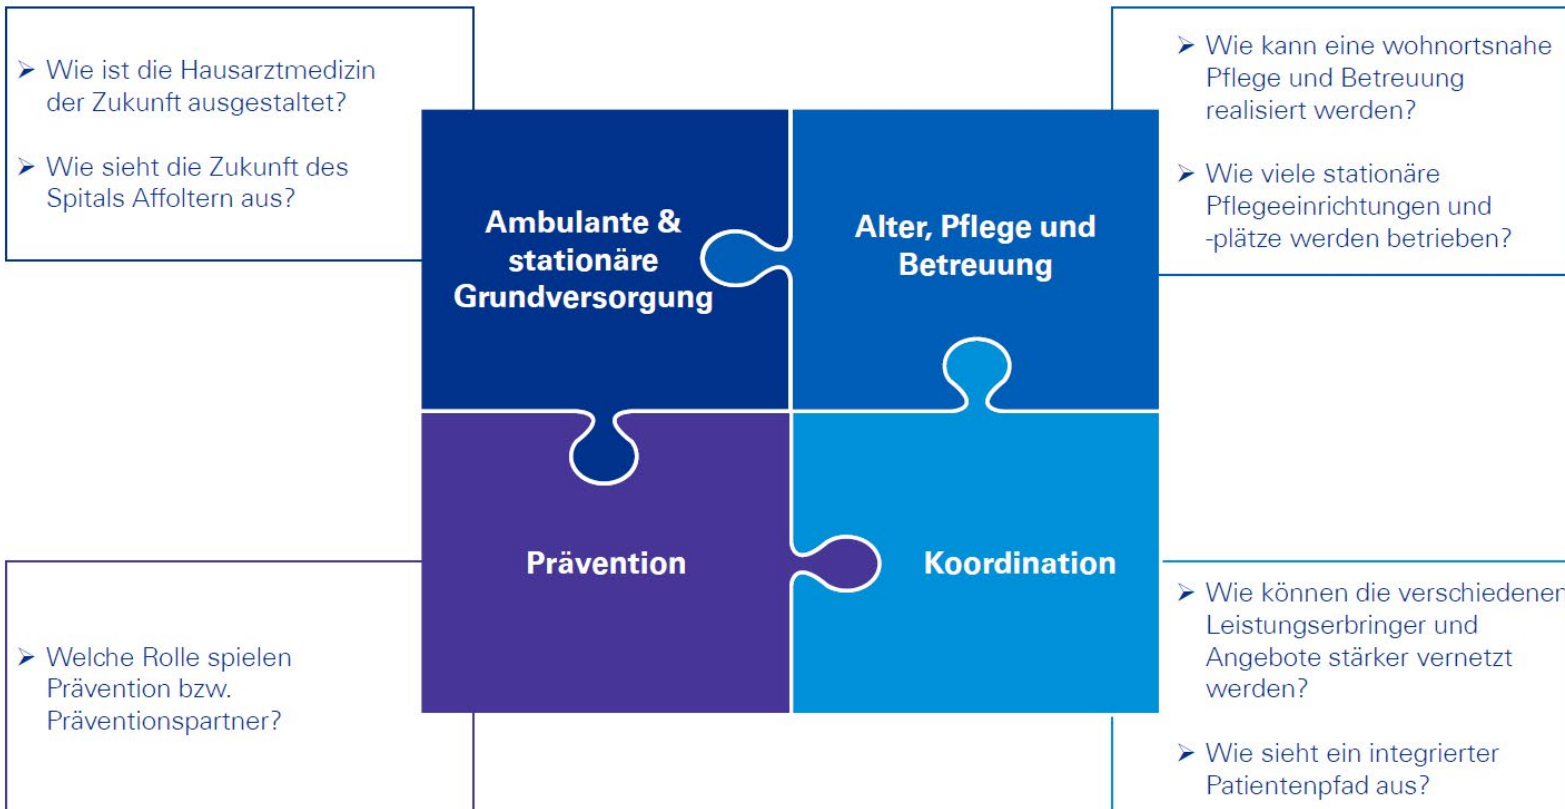 ➢ Wie ist die Hausarztmedizin
der Zukunft ausgestaltet?
➢ Wie sieht die Zukunft des
Spitals Affoltern aus?
Ambulante &
stationäre
Grundversorgung
Alter, Pflege und
Betreuung
➢ Wie kann eine wohnortsnahe
Pflege und Betreuung
realisiert werden?
➢ Wie viele stationäre
Pflegeeinrichtungen und
-plätze werden betrieben?
➢ Welche Rolle spielen
Prävention bzw.
Präventionspartner?
Prävention
Koordination
➢ Wie können die verschiedenen
Leistungserbringer und
Angebote stärker vernetzt
werden?
➢ Wie sieht ein integrierter
Patientenpfad aus?